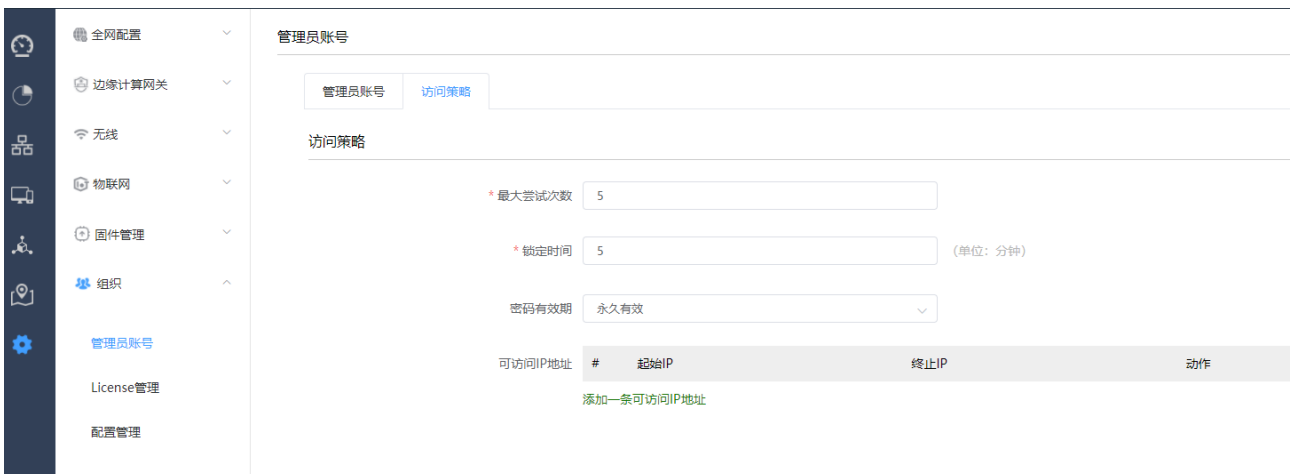 全网配置
边缘计算网关
无线
物联网
固件管理
组织
管理员账号
License管理
配置管理
管理员账号
管理员账号 访问策略
访问策略
* 最大尝试次数 5
* 锁定时间 5 (单位：分钟)
密码有效期 永久有效
可访问IP地址 # 起始IP 终止IP 动作
添加一条可访问IP地址